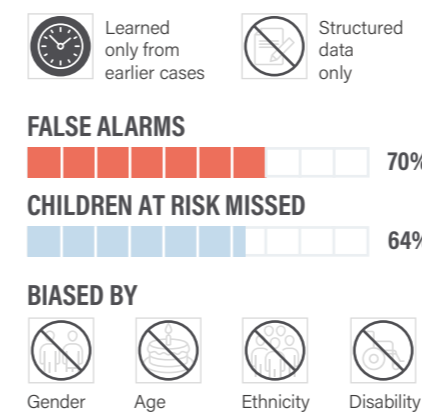 Learned
only from
earlier cases
Structured
data
only
FALSE ALARMS
70%
CHILDREN AT RISK MISSED
64%
BIASED BY
Gender
Age
Ethnicity
Disability